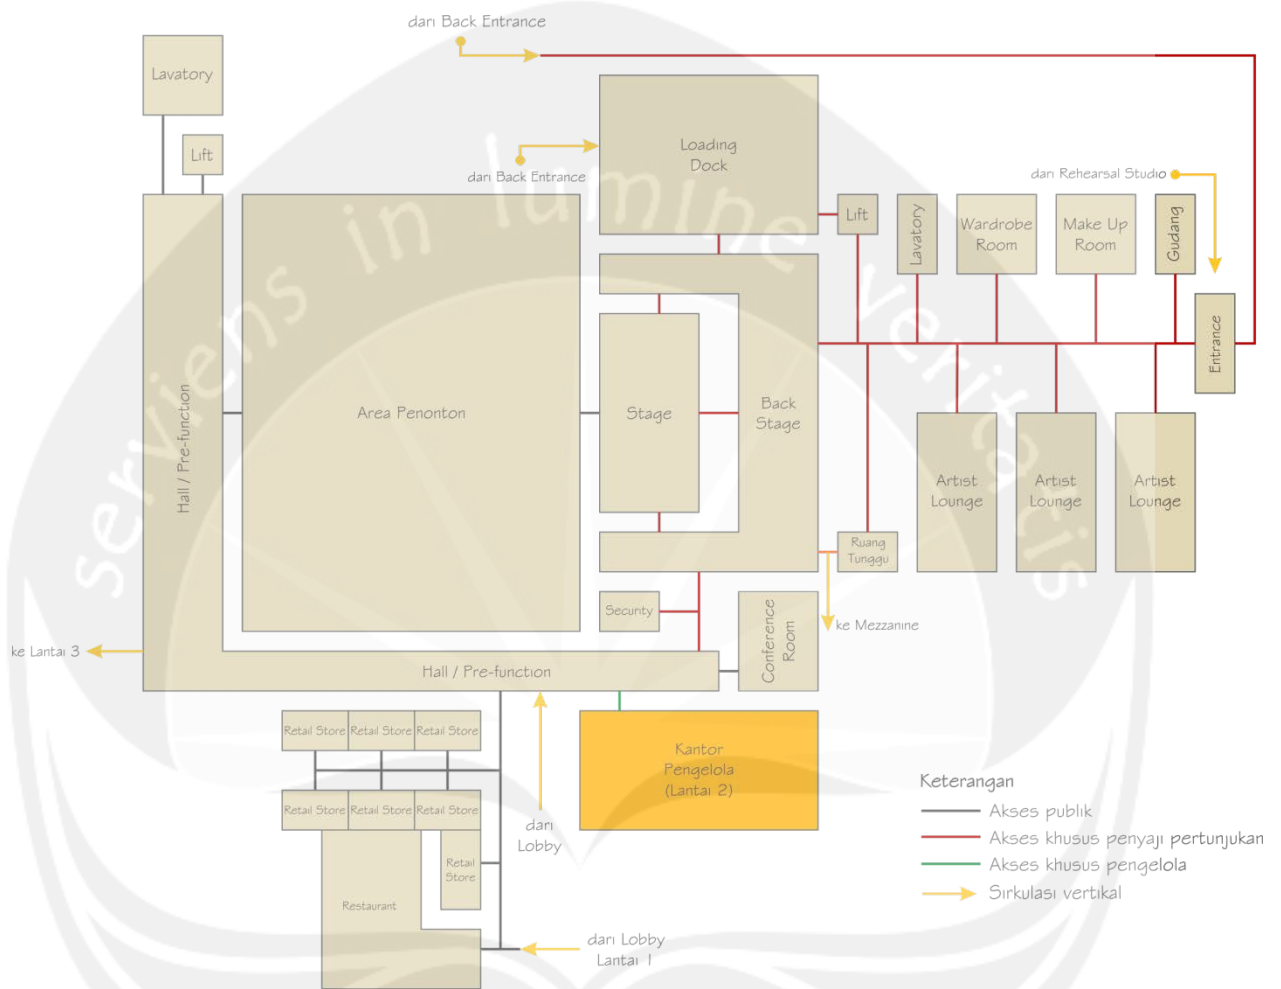 dari Back Entrance
Lavatory
Lift
Loading
Dock
dari Back Entrance
dari Rehearsal Studio
Lift
Lavatory
Wardrobe
Room
Make Up
Room
Gudang
Entrance
Hall / Pre-function
Area Penonton
Stage
Back
Stage
Artist
Lounge
Artist
Lounge
Artist
Lounge
Ruang
Tunggu
Security
Conference
Room
ke Mezzanine
ke Lantai 3
Hall / Pre-function
Retail Store
Retail Store
Retail Store
Kantor
Pengelola
(Lantai 2)
Retail Store
Retail Store
Retail Store
dari
Lobby
Retail
Store
Restaurant
dari Lobby
Lantai 1
Keterangan
Akses publik
Akses khusus penyaji pertunjukan
Akses khusus pengelola
Sirkulasi vertikal
serviens in lumine veritatis